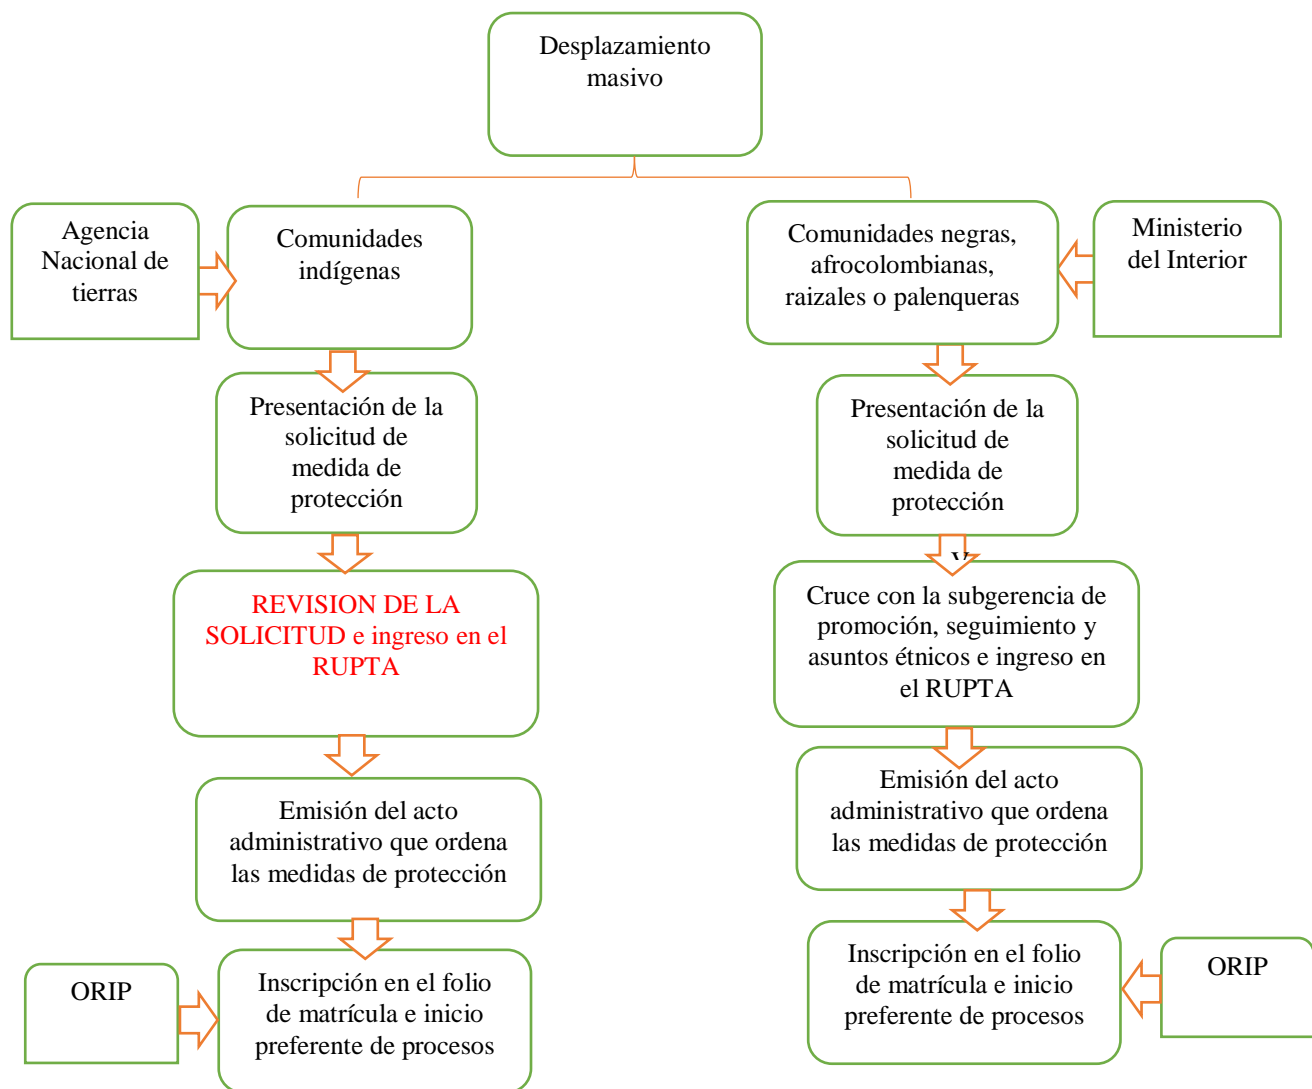 Desplazamiento
masivo
Agencia
Nacional de
tierras
Comunidades
indígenas
Comunidades negras,
afrocolombianas,
raizales o palenqueras
Ministerio
del Interior
Presentación de la
solicitud de
medida de
protección
Presentación de la
solicitud de
medida de
protección
REVISION DE LA
SOLICITUD e ingreso en el
RUPTA
Cruce con la subgerencia de
promoción, seguimiento y
asuntos étnicos e ingreso en
el RUPTA
Emisión del acto
administrativo que ordena
las medidas de protección
Emisión del acto
administrativo que ordena
las medidas de protección
ORIP
Inscripción en el folio
de matrícula e inicio
preferente de procesos
Inscripción en el folio
de matrícula e inicio
preferente de procesos
ORIP